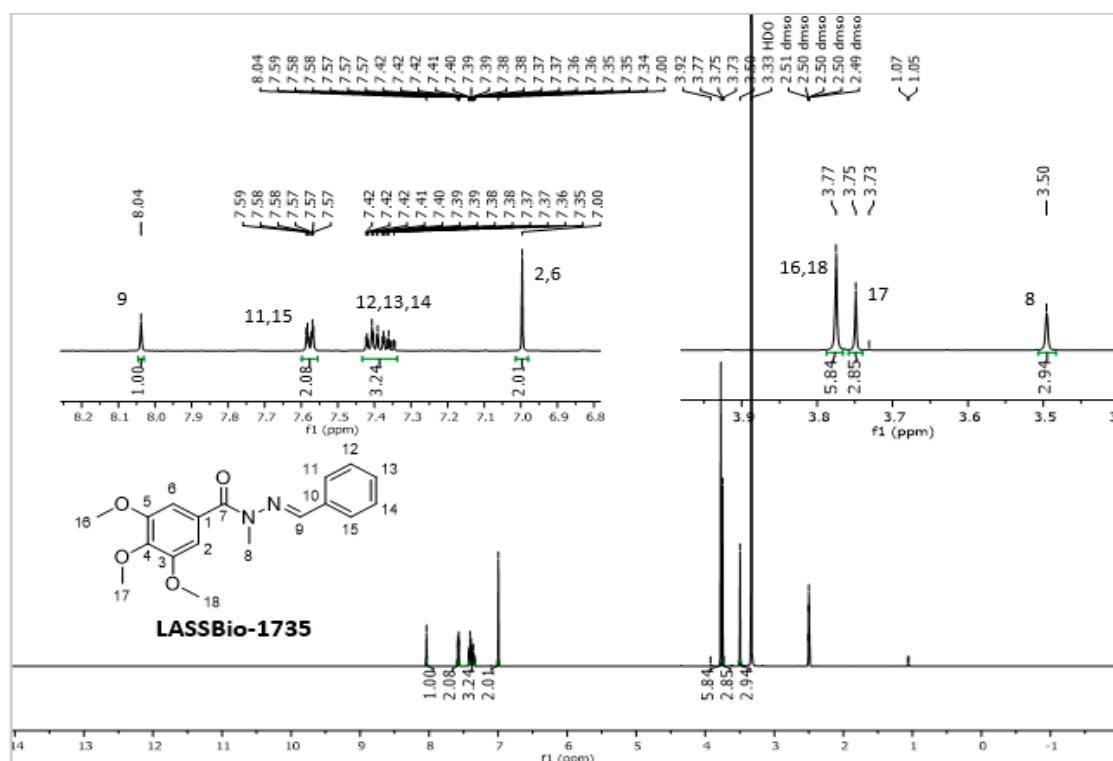 8.04 7.59 7.58 7.58 7.57 7.57 7.57 7.42 7.42 7.42 7.41 7.40 7.39 7.39 7.38 7.38 7.37 7.37 7.36 7.36 7.35 7.35 7.34 7.00 3.92 3.77 3.75 3.73 3.50 3.33 HDO 2.51 dmso 2.50 dmso 2.50 dmso 2.50 dmso 2.49 dmso 1.07 1.05
8.04 7.59 7.58 7.58 7.57 7.57 7.57 7.42 7.42 7.42 7.41 7.40 7.39 7.39 7.38 7.38 7.37 7.37 7.36 7.35 7.00
3.77 3.75 3.73 3.50
9 11,15 12,13,14 2,6
16,18 17 8
1.00 2.08 3.24 2.01
5.84 2.85 2.94
8.2 8.1 8.0 7.9 7.8 7.7 7.6 7.5 7.4 7.3 7.2 7.1 7.0 6.9 6.8
f1 (ppm)
3.9 3.8 3.7 3.6 3.5
f1 (ppm)
12
11 13
O 10
5 6 7 N 14
16 O 1 N 9 15
4 2 8
O 3 O
17 18
LASSBio-1735
1.00 2.08 3.24 2.01 5.84 2.85 2.94
14 13 12 11 10 9 8 7 6 5 4 3 2 1 0 -1
f1 (ppm)